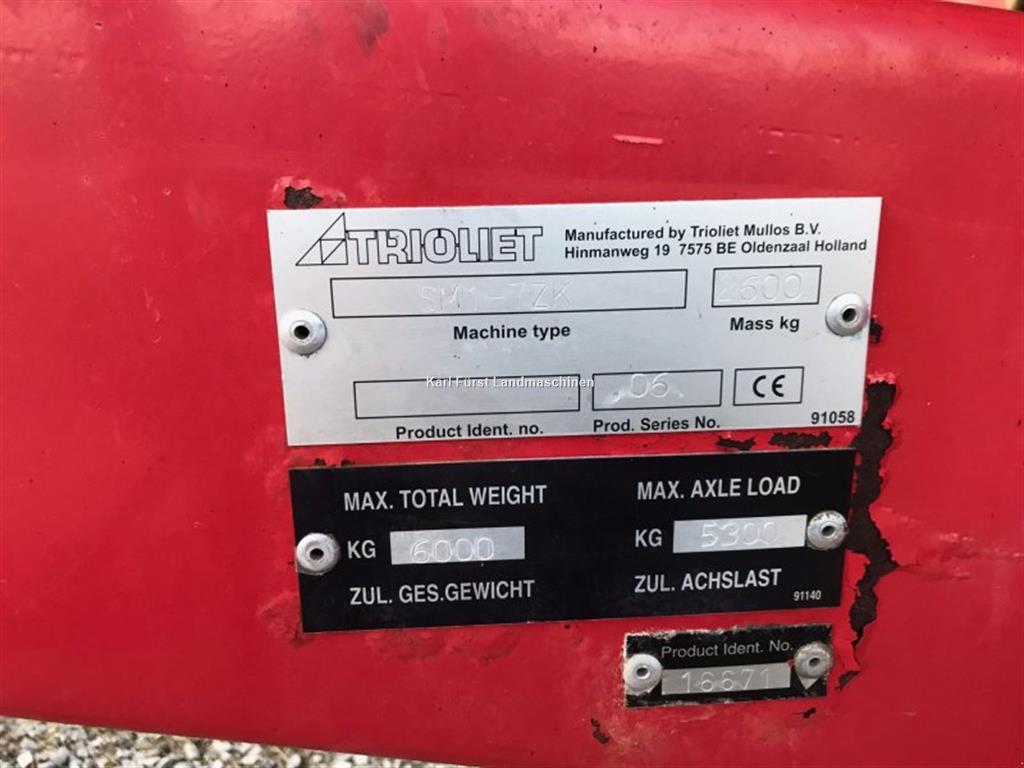 TRIOLIET
Manufactured by Trioliet Mullos B.V.
Hinmanweg 19 7575 BE Oldenzaal Holland
SM1-7ZK
Machine type
2600
Mass kg
Karl Fürst Landmaschinen
Product Ident. no.
06
Prod. Series No.
CE
91058
MAX. TOTAL WEIGHT
KG 6000
ZUL. GES.GEWICHT
MAX. AXLE LOAD
KG 5300
ZUL. ACHSLAST
91140
Product Ident. No.
16671